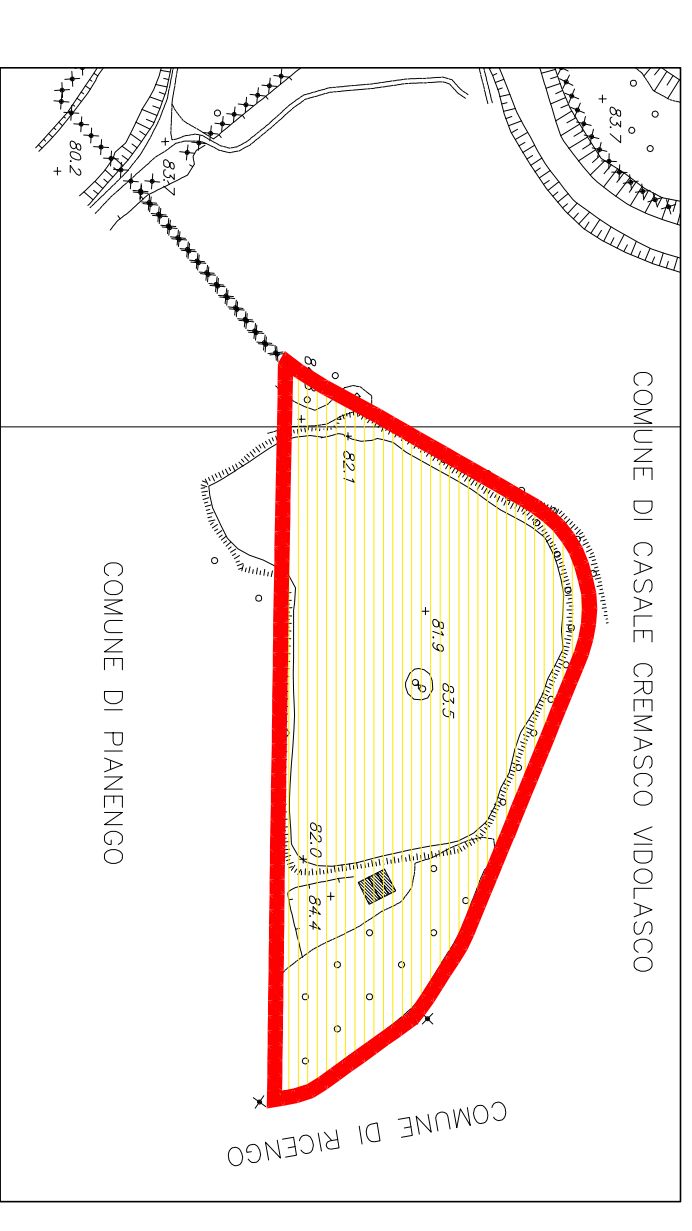 COMUNE DI CASALE CREMASCO VIDOLASCO
83.7
83.7
80.2
82.1
81.9
83.5
82.0
84.4
COMUNE DI PIANENGO
COMUNE DI RICENGO